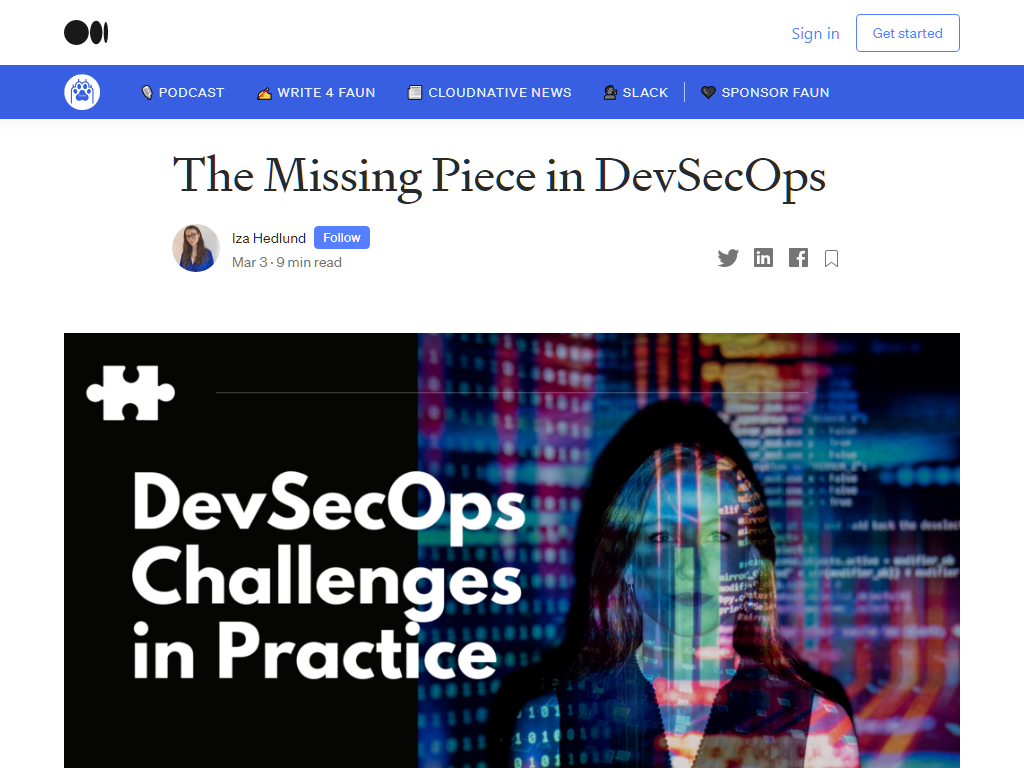 Sign in
Get started
PODCAST
WRITE 4 FAUN
CLOUDNATIVE NEWS
SLACK
SPONSOR FAUN
The Missing Piece in DevSecOps
Iza Hedlund
Follow
Mar 3 · 9 min read
DevSecOps
Challenges
in Practice